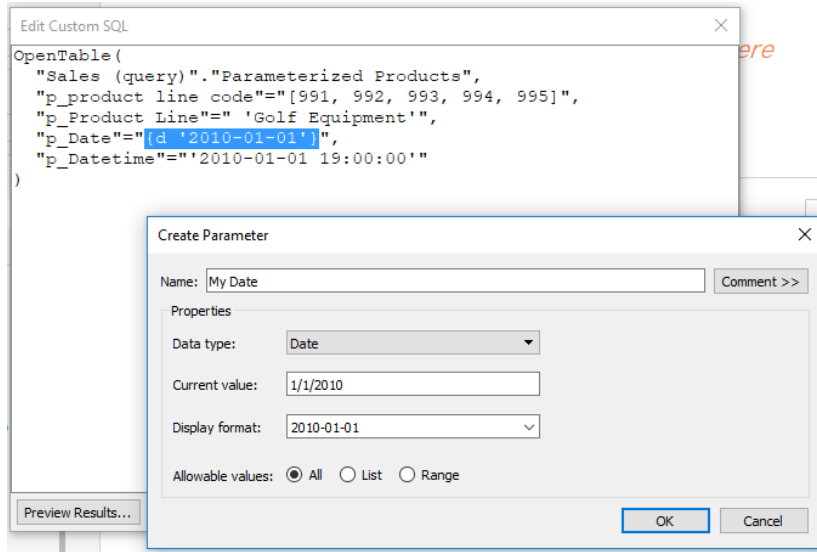 Edit Custom SQL
ere
OpenTable(
"Sales (query)"."Parameterized Products",
"p_product line code"="[991, 992, 993, 994, 995]",
"p_Product Line"=" 'Golf Equipment'",
"p_Date"="{d '2010-01-01'}",
"p_Datetime"="'2010-01-01 19:00:00'"
)
Create Parameter
Name: My Date Comment >>
Properties
Data type: Date
Current value: 1/1/2010
Display format: 2010-01-01
Allowable values: All List Range
Preview Results...
OK Cancel